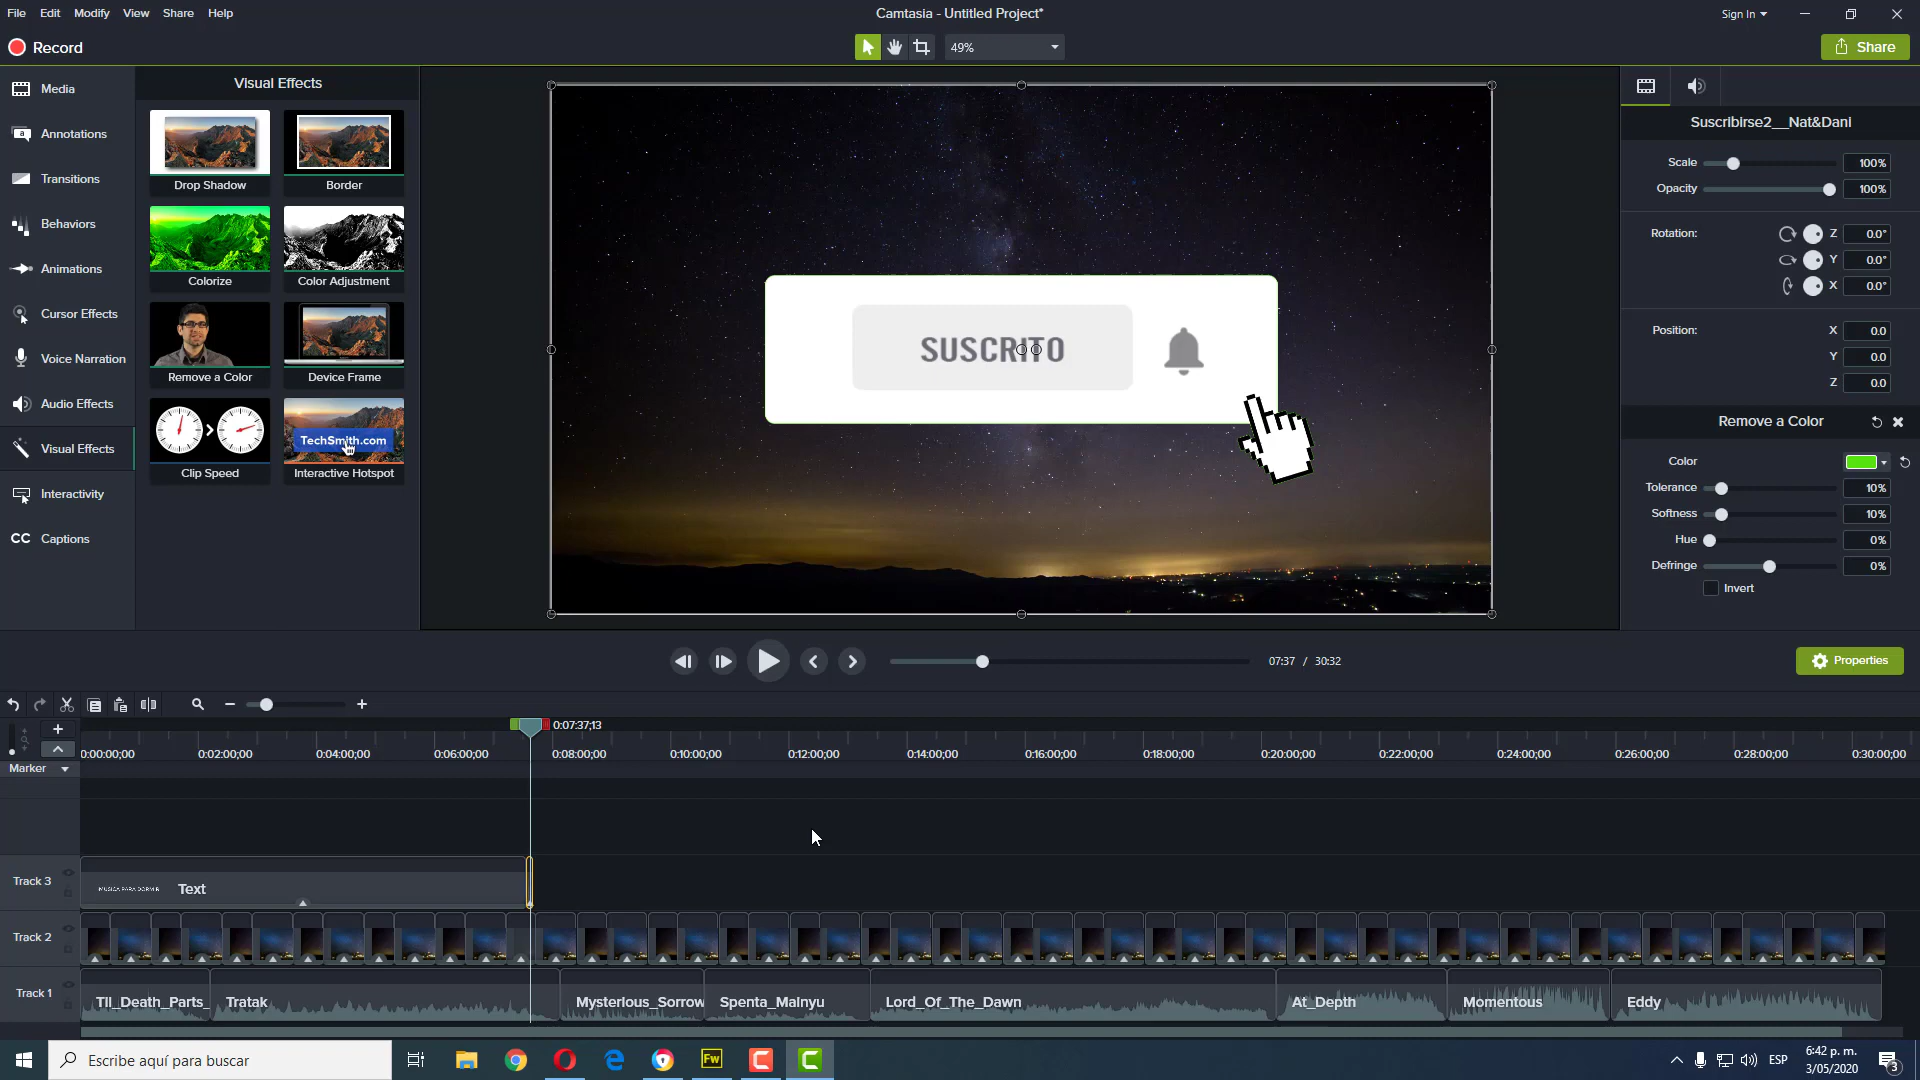 File Edit Modify View Share Help
Camtasia - Untitled Project*
Sign In
Record
49%
Share
Media
Annotations
Transitions
Behaviors
Animations
Cursor Effects
Voice Narration
Audio Effects
Visual Effects
Interactivity
CC Captions
Visual Effects
Drop Shadow Border
Colorize Color Adjustment
Remove a Color Device Frame
TechSmith.com
Clip Speed Interactive Hotspot
SUSCRITO
Suscribirse2__Nat&Dani
Scale 100%
Opacity 100%
Rotation: Z 0.0°
Y 0.0°
X 0.0°
Position: X 0.0
Y 0.0
Z 0.0
Remove a Color
Color
Tolerance 10%
Softness 10%
Hue 0%
Defringe 0%
Invert
07:37 / 30:32
Properties
0:07:37;13
0:00:00;00 0:02:00;00 0:04:00;00 0:06:00;00 0:08:00;00 0:10:00;00 0:12:00;00 0:14:00;00 0:16:00;00 0:18:00;00 0:20:00;00 0:22:00;00 0:24:00;00 0:26:00;00 0:28:00;00 0:30:00;00
Marker
Track 3 MUSICA PARA DORMIR Text
Track 2
Track 1 Til_Death_Parts_ Tratak Mysterious_Sorrow Spenta_Mainyu Lord_Of_The_Dawn At_Depth Momentous Eddy
Escribe aquí para buscar
Fw
ESP
6:42 p. m.
3/05/2020
3